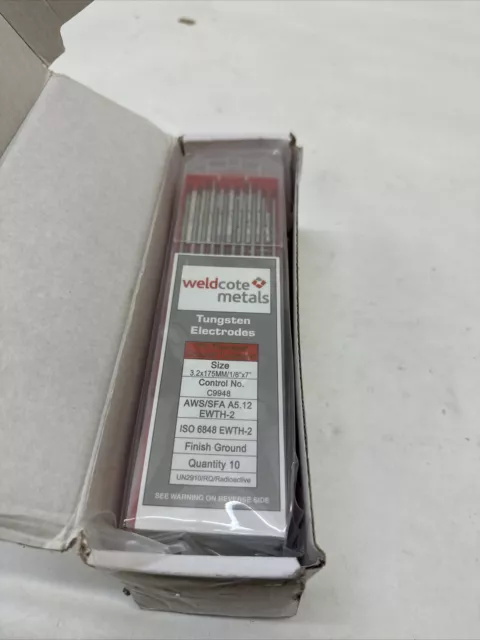 weldcote
metals
Tungsten
Electrodes
Size
3.2x175MM/1/8"x7"
Control No.
C9948
AWS/SFA A5.12
EWTH-2
ISO 6848 EWTH-2
Finish Ground
Quantity 10
UN2910/RQ/Radioactive
SEE WARNING ON REVERSE SIDE